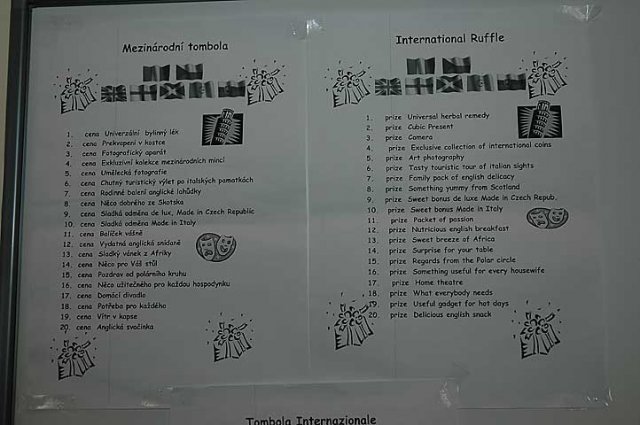 Mezinárodní tombola
1. cena Univerzální bylinný lék
2. cena Překvapení v kostce
3. cena Fotografický aparát
4. cena Exkluzivní kolekce mezinárodních mincí
5. cena Umělecká fotografie
6. cena Chutný turistický výlet po italských památkách
7. cena Rodinné balení anglické lahůdky
8. cena Něco dobrého ze Skotska
9. cena Sladká odměna de lux, Made in Czech Republic
10. cena Sladká odměna Made in Italy
11. cena Balíček vášně
12. cena Vydatná anglická snídaně
13. cena Sladký vánek z Afriky
14. cena Něco pro Váš stůl
15. cena Pozdrav od polárního kruhu
16. cena Něco užitečného pro každou hospodyňku
17. cena Domácí divadlo
18. cena Potřeba pro každého
19. cena Vítr v kapse
20. cena Anglická svačinka
International Ruffle
1. prize Universal herbal remedy
2. prize Cubic Present
3. prize Camera
4. prize Exclusive collection of international coins
5. prize Art photography
6. prize Tasty touristic tour of Italian sights
7. prize Family pack of english delicacy
8. prize Something yummy from Scotland
9. prize Sweet bonus de luxe Made in Czech Repub.
10. prize Sweet bonus Made in Italy
11. prize Packet of passion
12. prize Nutricious english breakfast
13. prize Sweet breeze of Africa
14. prize Surprise for your table
15. prize Regards from the Polar circle
16. prize Something useful for every housewife
17. prize Home theatre
18. prize What everybody needs
19. prize Useful gadget for hot days
20. prize Delicious english snack
Tombola Internazionale